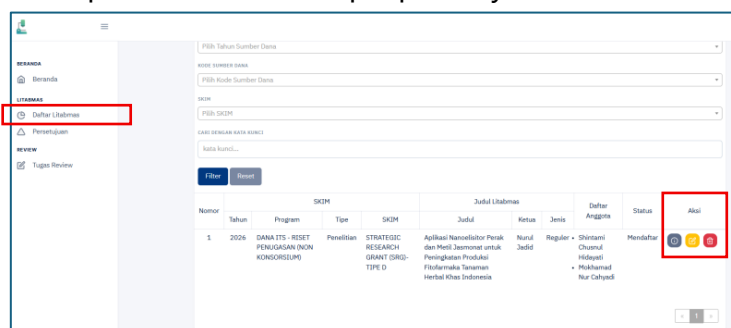 Pilih Tahun Sumber Dana
BERANDA
KODE SUMBER DANA
Beranda
Pilih Kode Sumber Dana
LITABMAS
SKIM
Daftar Litabmas
Pilih SKIM
Persetujuan
CARI DENGAN KATA KUNCI
REVIEW
kata kunci...
Tugas Review
Filter Reset
Nomor SKIM Judul Litabmas Daftar Anggota Status Aksi
Tahun Program Tipe SKIM Judul Ketua Jenis
1 2026 DANA ITS - RISET Penelitian STRATEGIC Aplikasi Nanoelisitor Perak Nurul Reguler • Shintami Mendaftar
PENUGASAN (NON RESEARCH dan Metil Jasmonat untuk Jadid Chusnul
KONSORSIUM) GRANT (SRG)- Peningkatan Produksi Hidayati
TIPE D Fitofarmaka Tanaman • Mokhamad
Herbal Khas Indonesia Nur Cahyadi
‹ 1 ›